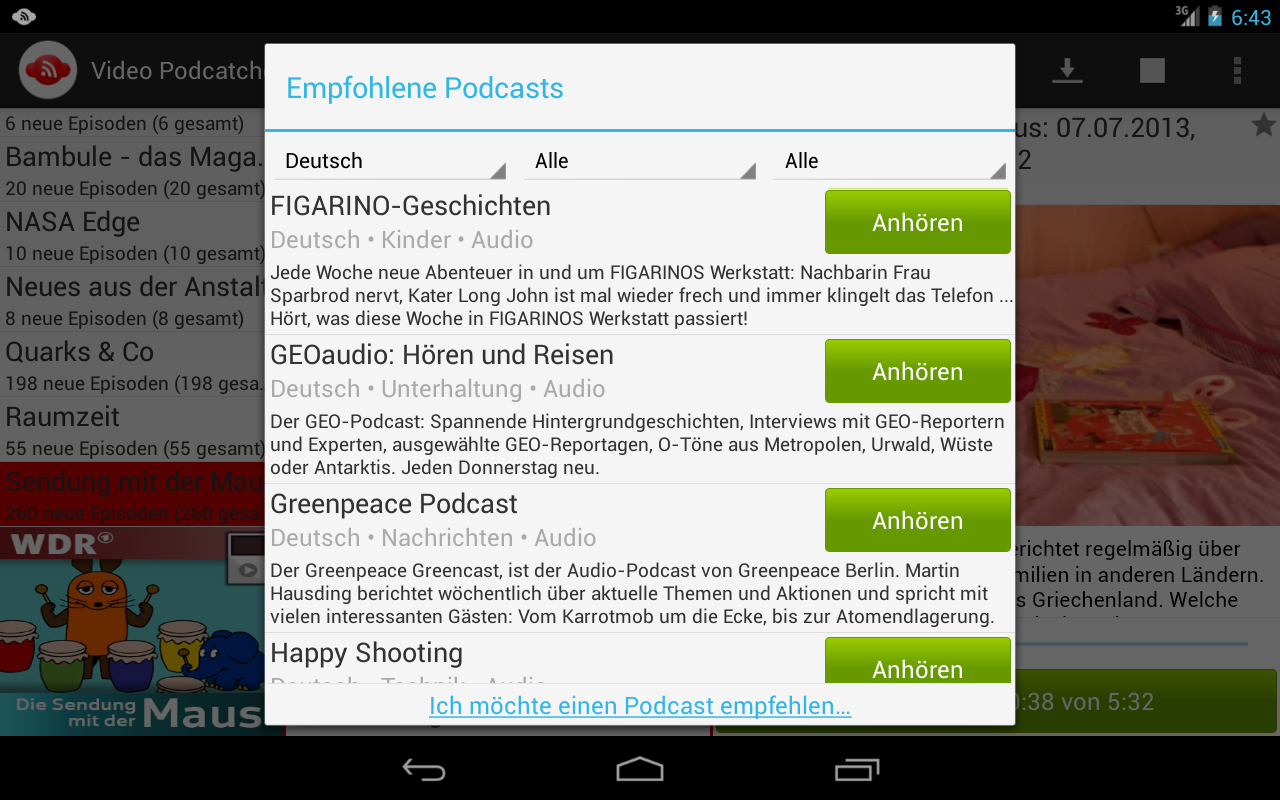 3G 6:43
Video Podcatch
6 neue Episoden (6 gesamt)
Bambule - das Maga...
20 neue Episoden (20 gesamt)
NASA Edge
10 neue Episoden (10 gesamt)
Neues aus der Anstalt
8 neue Episoden (8 gesamt)
Quarks & Co
198 neue Episoden (198 gesa...
Raumzeit
55 neue Episoden (55 gesamt)
Sendung mit der Mau
260 neue Episoden (260 gesa
WDR
Die Sendung
mit der Maus
Empfohlene Podcasts
Deutsch
Alle
Alle
FIGARINO-Geschichten
Anhören
Deutsch • Kinder • Audio
Jede Woche neue Abenteuer in und um FIGARINOS Werkstatt: Nachbarin Frau
Sparbrod nervt, Kater Long John ist mal wieder frech und immer klingelt das Telefon ...
Hört, was diese Woche in FIGARINOS Werkstatt passiert!
GEOaudio: Hören und Reisen
Anhören
Deutsch • Unterhaltung • Audio
Der GEO-Podcast: Spannende Hintergrundgeschichten, Interviews mit GEO-Reportern
und Experten, ausgewählte GEO-Reportagen, O-Töne aus Metropolen, Urwald, Wüste
oder Antarktis. Jeden Donnerstag neu.
Greenpeace Podcast
Anhören
Deutsch • Nachrichten • Audio
Der Greenpeace Greencast, ist der Audio-Podcast von Greenpeace Berlin. Martin
Hausding berichtet wöchentlich über aktuelle Themen und Aktionen und spricht mit
vielen interessanten Gästen: Vom Karrotmob um die Ecke, bis zur Atomendlagerung.
Happy Shooting
Anhören
Deutsch • Technik • Audio
Ich möchte einen Podcast empfehlen...
us: 07.07.2013,
2
erichtet regelmäßig über
milien in anderen Ländern.
s Griechenland. Welche
0:38 von 5:32